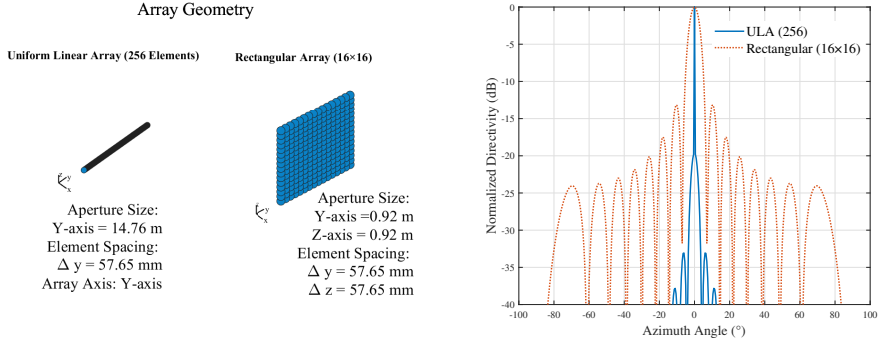 Array Geometry
Uniform Linear Array (256 Elements)
Rectangular Array (16×16)
z
y
x
Aperture Size:
Y-axis = 14.76 m
Element Spacing:
Δ y = 57.65 mm
Array Axis: Y-axis
z
y
x
Aperture Size:
Y-axis =0.92 m
Z-axis = 0.92 m
Element Spacing:
Δ y = 57.65 mm
Δ z = 57.65 mm
Normalized Directivity (dB)
0
-5
-10
-15
-20
-25
-30
-35
-40
ULA (256)
Rectangular (16×16)
-100 -80 -60 -40 -20 0 20 40 60 80 100
Azimuth Angle (°)